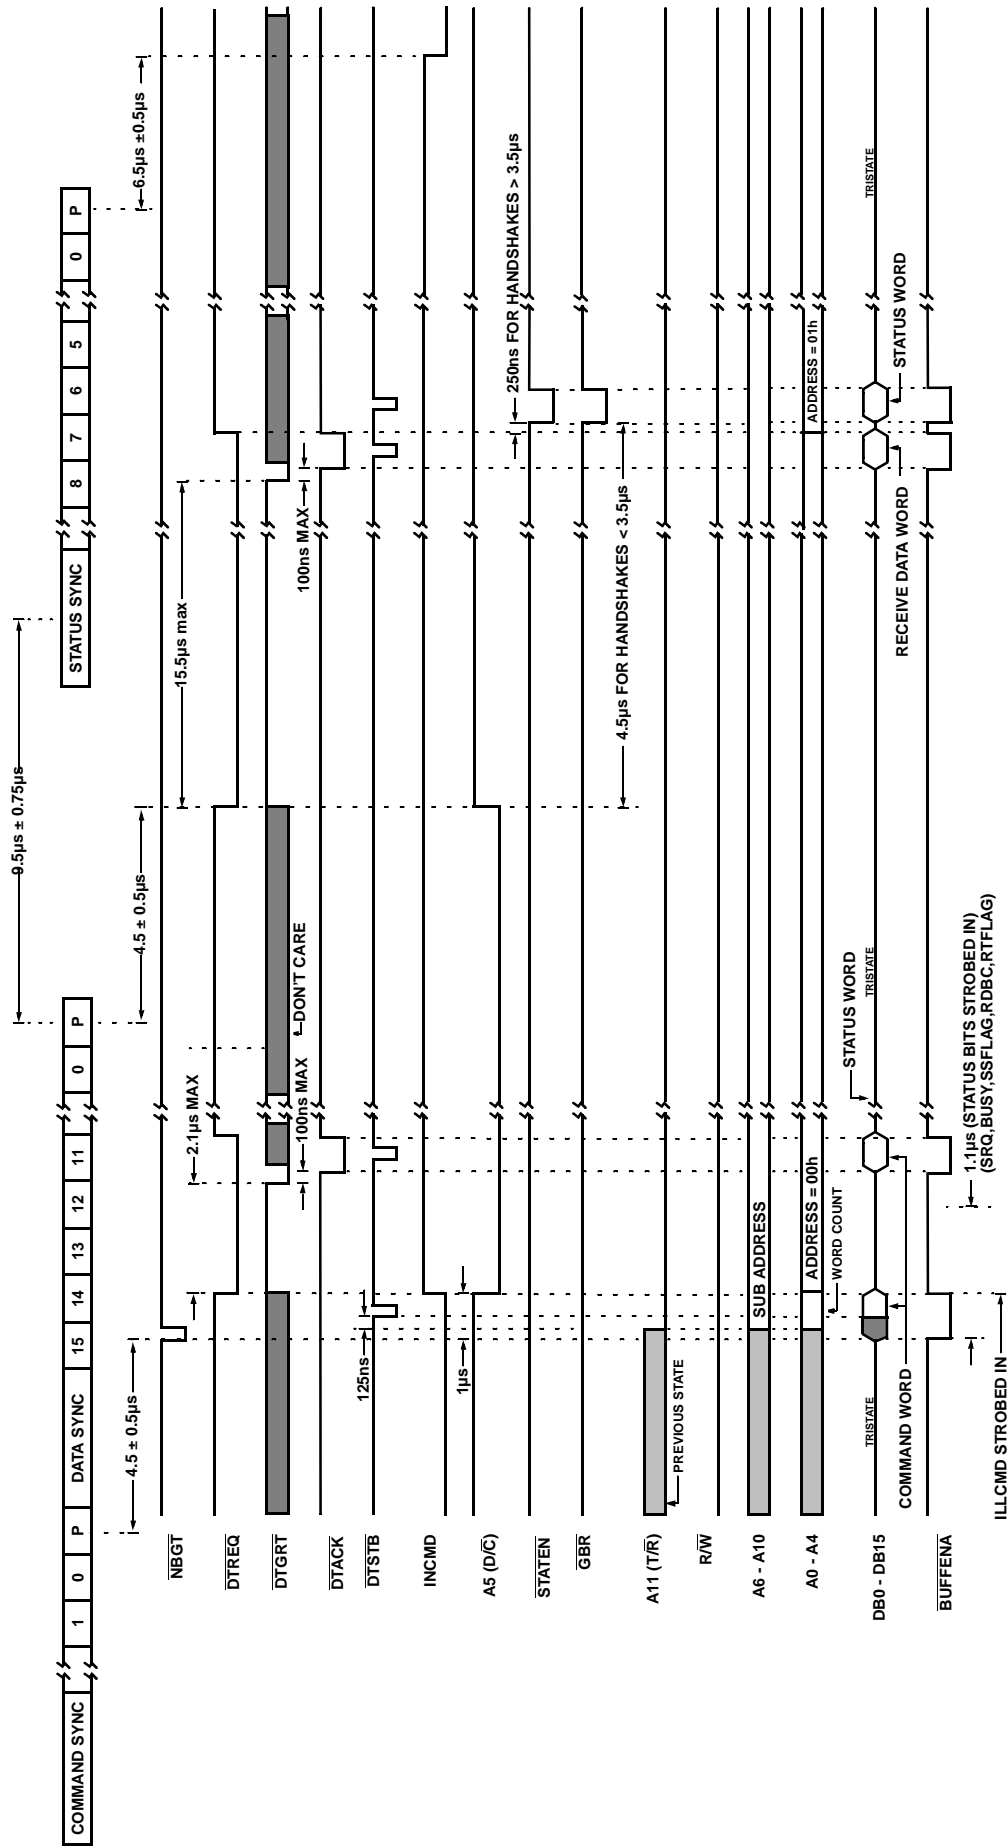 COMMAND SYNC 1 0 P DATA SYNC 15 14 13 12 11 0 P STATUS SYNC 8 7 6 5 0 P
9.5µs ± 0.75µs
4.5 ± 0.5µs
4.5 ± 0.5µs
15.5µs max
6.5µs ±0.5µs
NBGT
2.1µs MAX
DTREQ
DTGRT
DON'T CARE
100ns MAX
100ns MAX
DTACK
DTSTB
125ns
INCMD
1µs
A5 (D/C)
250ns FOR HANDSHAKES > 3.5µs
STATEN
GBR
4.5µs FOR HANDSHAKES < 3.5µs
A11 (T/R)
PREVIOUS STATE
R/W
A6 - A10
SUB ADDRESS
A0 - A4
ADDRESS = 00h
ADDRESS = 01h
WORD COUNT
STATUS WORD
DB0 - DB15
TRISTATE
TRISTATE
TRISTATE
COMMAND WORD
RECEIVE DATA WORD
STATUS WORD
BUFFENA
1.1µs (STATUS BITS STROBED IN)
(SRQ,BUSY,SSFLAG,RDBC,RTFLAG)
ILLCMD STROBED IN